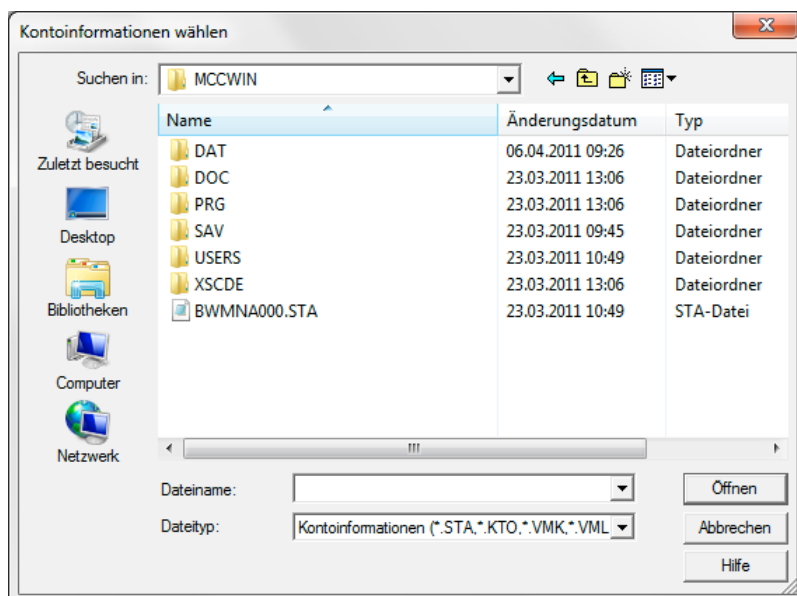 Kontoinformationen wählen
Suchen in: MCCWIN
Name Änderungsdatum Typ
DAT 06.04.2011 09:26 Dateiordner
DOC 23.03.2011 13:06 Dateiordner
PRG 23.03.2011 13:06 Dateiordner
SAV 23.03.2011 09:45 Dateiordner
USERS 23.03.2011 10:49 Dateiordner
XSCDE 23.03.2011 13:06 Dateiordner
BWMNA000.STA 23.03.2011 10:49 STA-Datei
Zuletzt besucht
Desktop
Bibliotheken
Computer
Netzwerk
Dateiname: Öffnen
Dateityp: Kontoinformationen (*.STA,*.KTO,*.VMK,*.VML Abbrechen
Hilfe